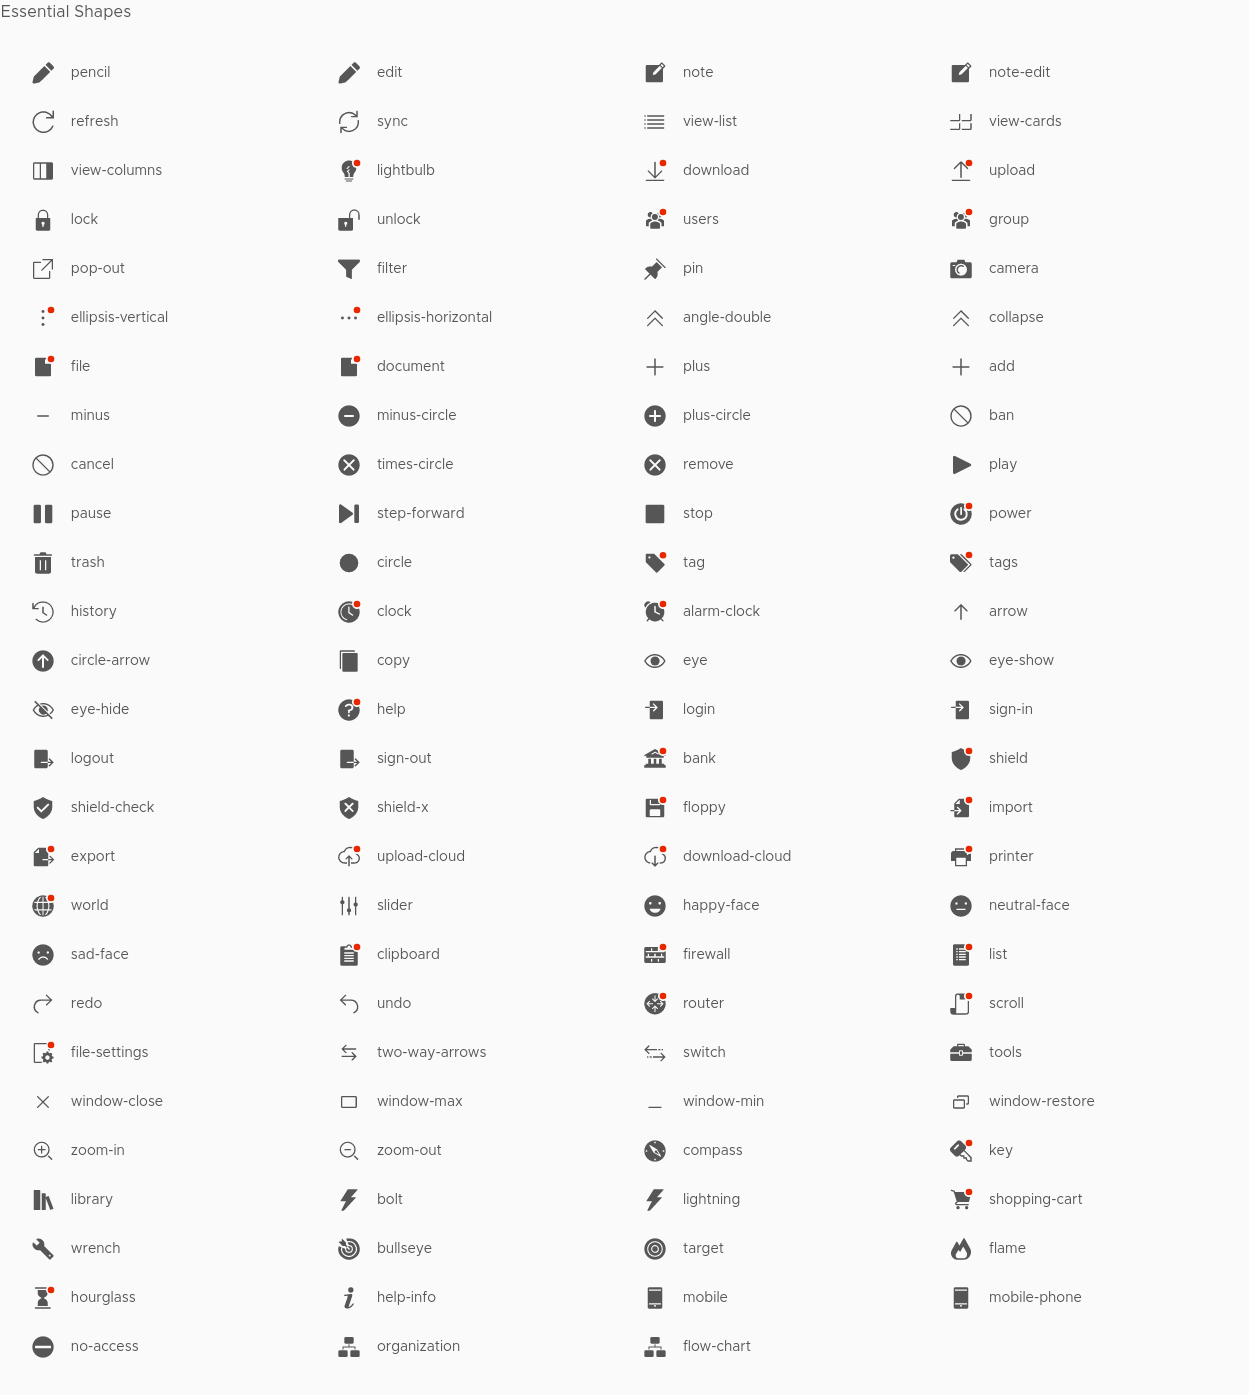 Essential Shapes
pencil edit note note-edit
refresh sync view-list view-cards
view-columns lightbulb download upload
lock unlock users group
pop-out filter pin camera
ellipsis-vertical ellipsis-horizontal angle-double collapse
file document plus add
minus minus-circle plus-circle ban
cancel times-circle remove play
pause step-forward stop power
trash circle tag tags
history clock alarm-clock arrow
circle-arrow copy eye eye-show
eye-hide help login sign-in
logout sign-out bank shield
shield-check shield-x floppy import
export upload-cloud download-cloud printer
world slider happy-face neutral-face
sad-face clipboard firewall list
redo undo router scroll
file-settings two-way-arrows switch tools
window-close window-max window-min window-restore
zoom-in zoom-out compass key
library bolt lightning shopping-cart
wrench bullseye target flame
hourglass help-info mobile mobile-phone
no-access organization flow-chart